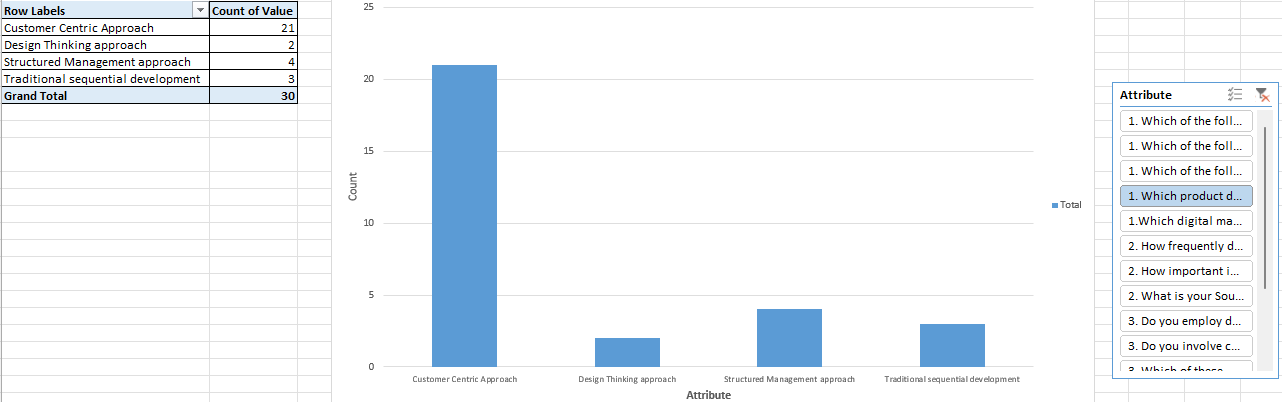 Row Labels Count of Value
Customer Centric Approach 21
Design Thinking approach 2
Structured Management approach 4
Traditional sequential development 3
Grand Total 30
25
20
15
10
5
0
Count
Customer Centric Approach Design Thinking approach Structured Management approach Traditional sequential development
Attribute
Total
Attribute
1. Which of the foll...
1. Which of the foll...
1. Which of the foll...
1. Which product d...
1.Which digital ma...
2. How frequently d...
2. How important i...
2. What is your Sou...
3. Do you employ d...
3. Do you involve c...
3. Which of these